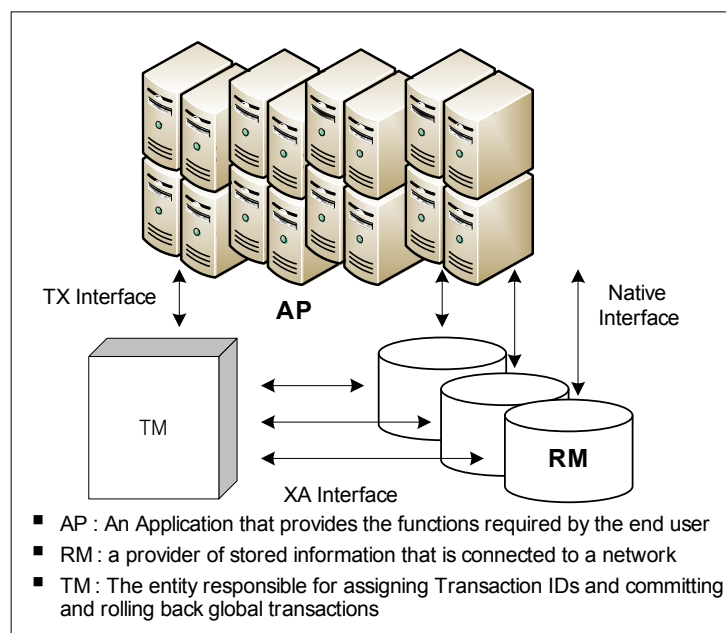 TX Interface
AP
Native
Interface
TM
RM
XA Interface
▪ AP : An Application that provides the functions required by the end user
▪ RM : a provider of stored information that is connected to a network
▪ TM : The entity responsible for assigning Transaction IDs and committing
and rolling back global transactions